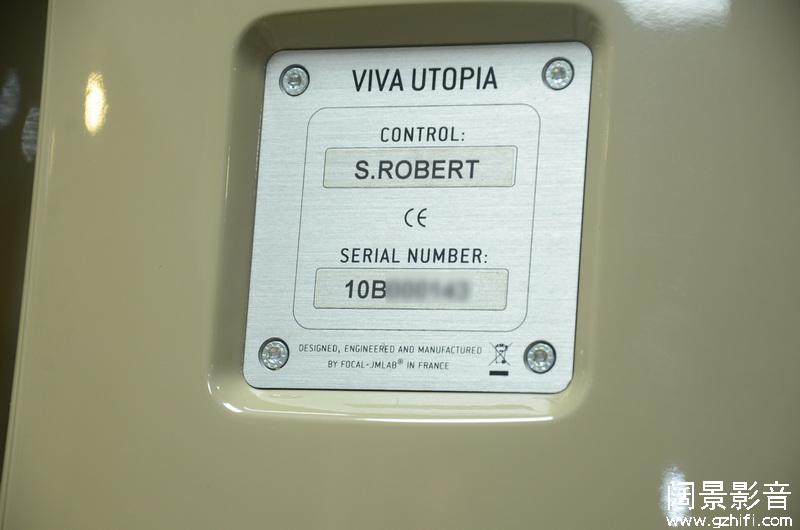 VIVA UTOPIA
CONTROL:
S.ROBERT
CE
SERIAL NUMBER:
10B
DESIGNED, ENGINEERED AND MANUFACTURED
BY FOCAL-JMLAB® IN FRANCE
阔景影音
www.gzhifi.com